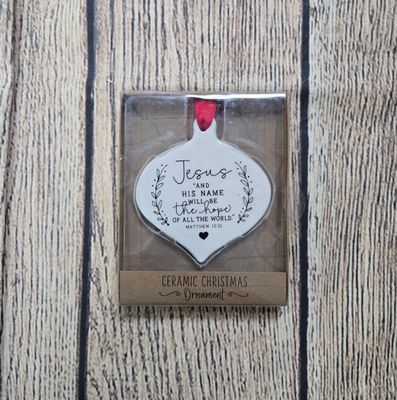 Jesus
"AND
HIS NAME
WILL BE
the hope
OF ALL THE WORLD."
MATTHEW 12:21
CERAMIC CHRISTMAS
Ornament